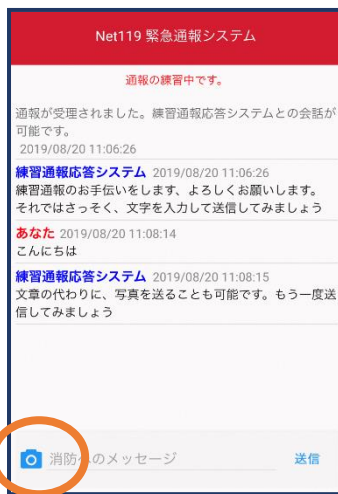 Net119 緊急通報システム
通報の練習中です。
通報が受理されました。練習通報応答システムとの会話が
可能です。
2019/08/20 11:06:26
練習通報応答システム 2019/08/20 11:06:26
練習通報のお手伝いをします、よろしくお願いします。
それではさっそく、文字を入力して送信してみましょう
あなた 2019/08/20 11:08:14
こんにちは
練習通報応答システム 2019/08/20 11:08:15
文章の代わりに、写真を送ることも可能です。もう一度送
信してみましょう
消防へのメッセージ 送信